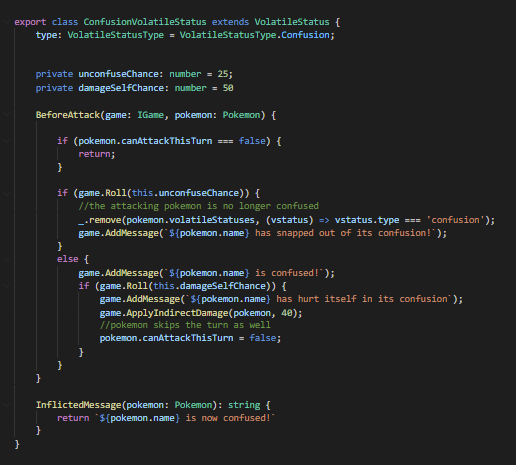 export class ConfusionVolatileStatus extends VolatileStatus {
type: VolatileStatusType = VolatileStatusType.Confusion;
private unconfuseChance: number = 25;
private damageSelfChance: number = 50
BeforeAttack(game: IGame, pokemon: Pokemon) {
if (pokemon.canAttackThisTurn === false) {
return;
}
if (game.Roll(this.unconfuseChance)) {
//the attacking pokemon is no longer confused
_.remove(pokemon.volatileStatuses, (vstatus) => vstatus.type === 'confusion');
game.AddMessage(`${pokemon.name} has snapped out of its confusion!`);
}
else {
game.AddMessage(`${pokemon.name} is confused!`);
if (game.Roll(this.damageSelfChance)) {
game.AddMessage(`${pokemon.name} has hurt itself in its confusion`);
game.ApplyIndirectDamage(pokemon, 40);
//pokemon skips the turn as well
pokemon.canAttackThisTurn = false;
}
}
}
InflictedMessage(pokemon: Pokemon): string {
return `${pokemon.name} is now confused!`
}
}